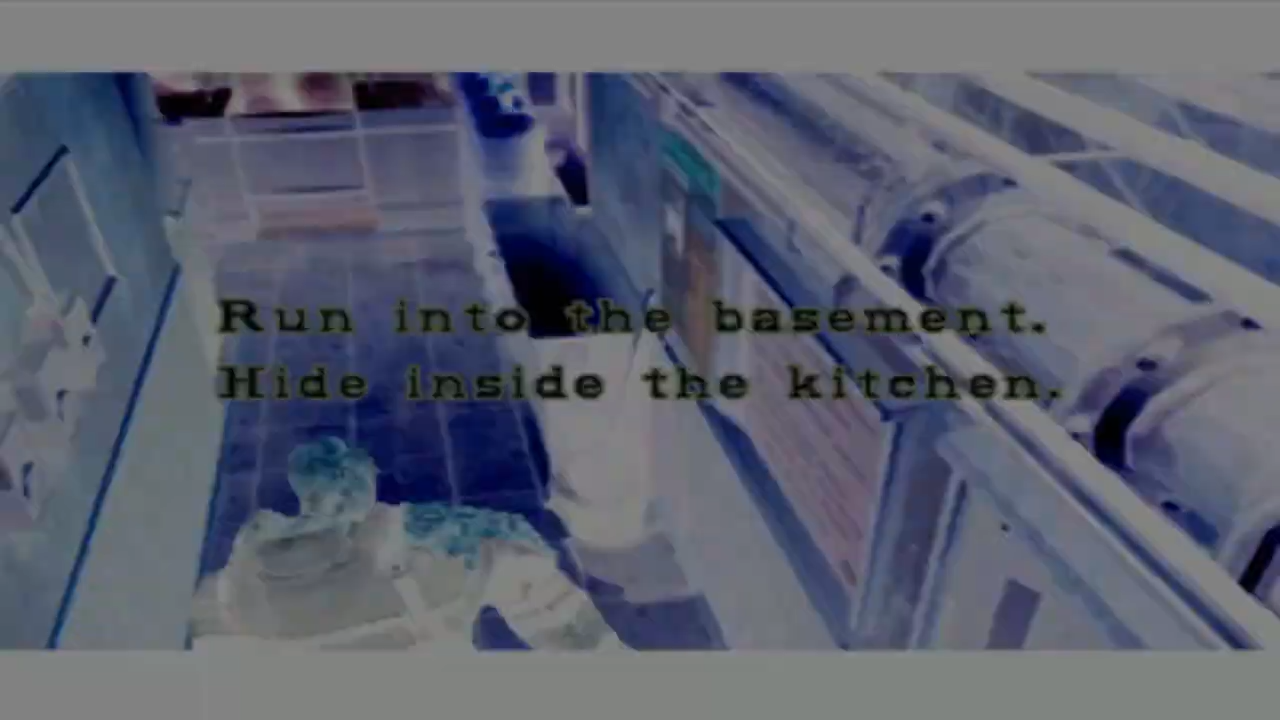 Run into the basement.
Hide inside the kitchen.